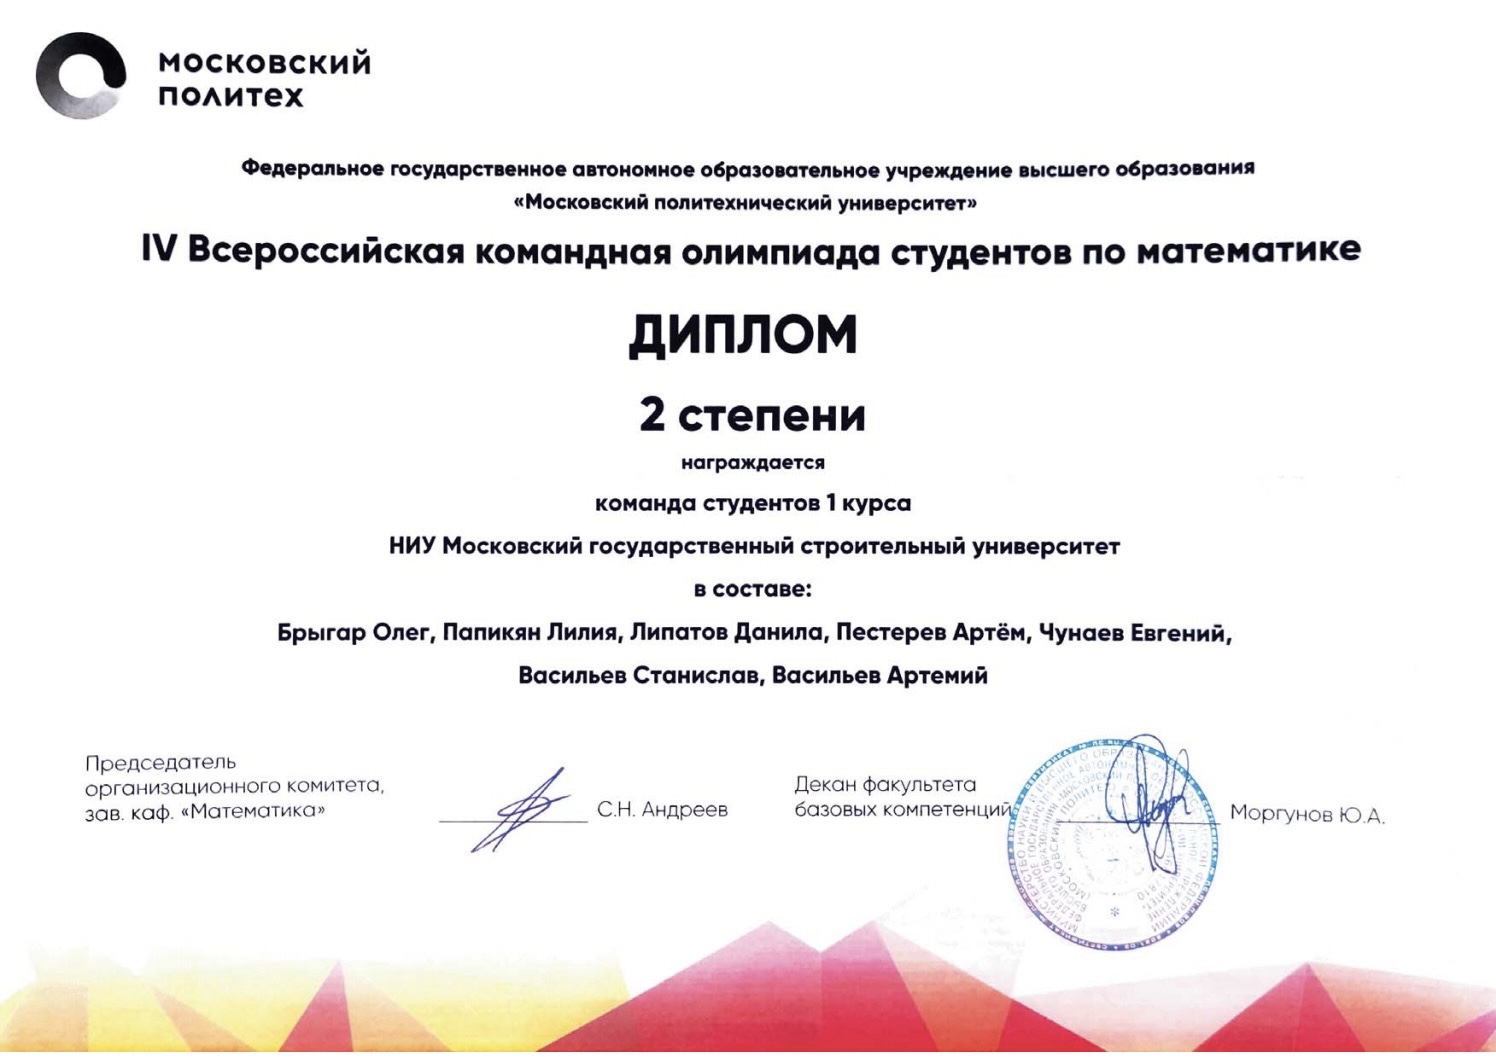 московский
политех
Федеральное государственное автономное образовательное учреждение высшего образования
«Московский политехнический университет»
IV Всероссийская командная олимпиада студентов по математике
ДИПЛОМ
2 степени
награждается
команда студентов 1 курса
НИУ Московский государственный строительный университет
в составе:
Брыгар Олег, Папикян Лилия, Липатов Данила, Пестерев Артём, Чунаев Евгений,
Васильев Станислав, Васильев Артемий
Председатель
организационного комитета,
зав. каф. «Математика»
С.Н. Андреев
Декан факультета
базовых компетенций
Моргунов Ю.А.